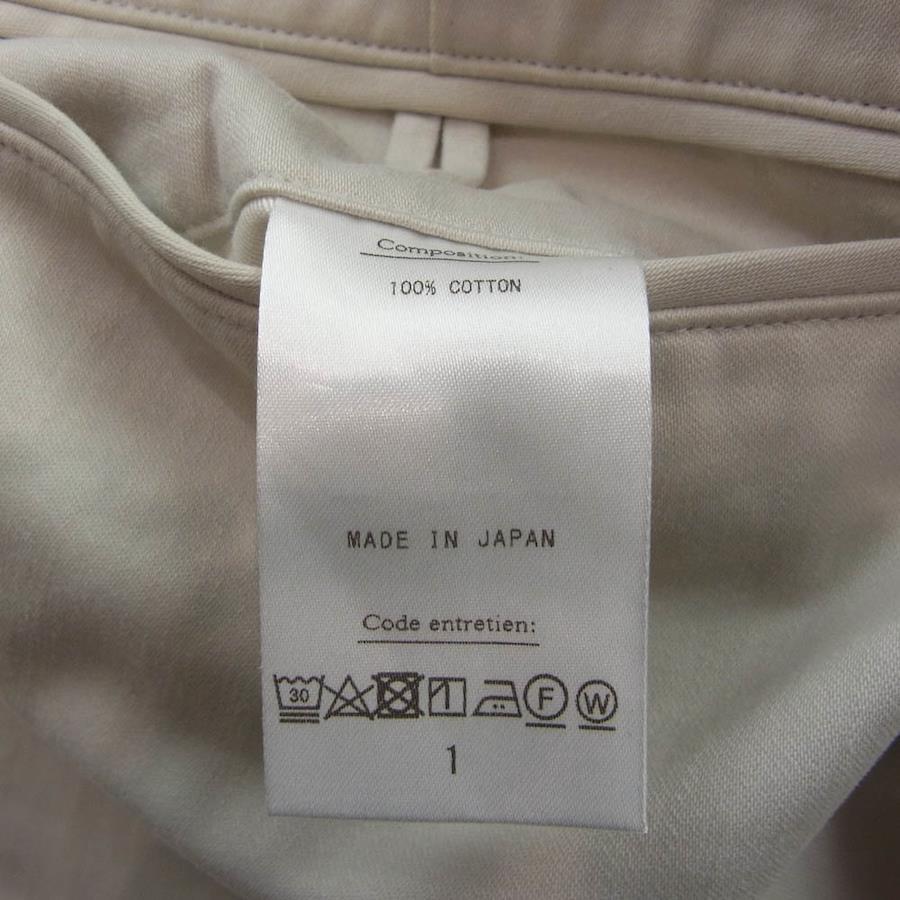 Composition:
100% COTTON
MADE IN JAPAN
Code entretien:
30 F W
1